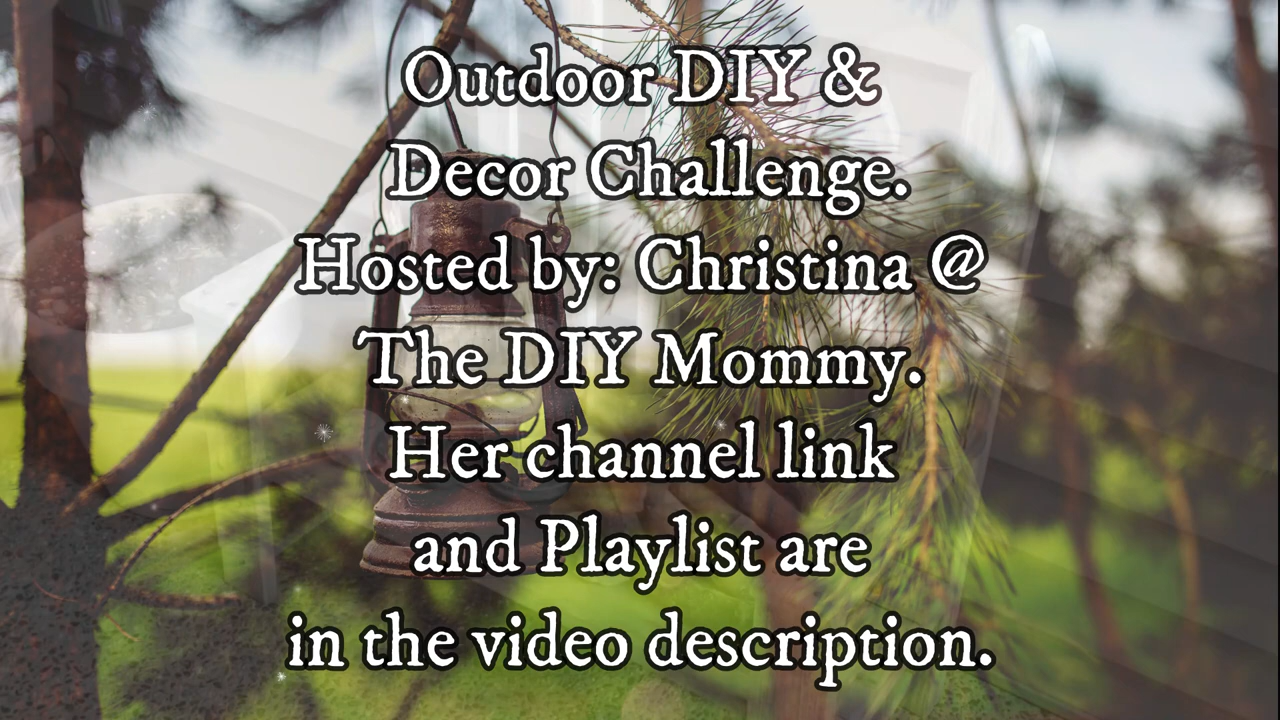 Outdoor DIY &
Decor Challenge.
Hosted by: Christina @
The DIY Mommy.
Her channel link
and Playlist are
in the video description.